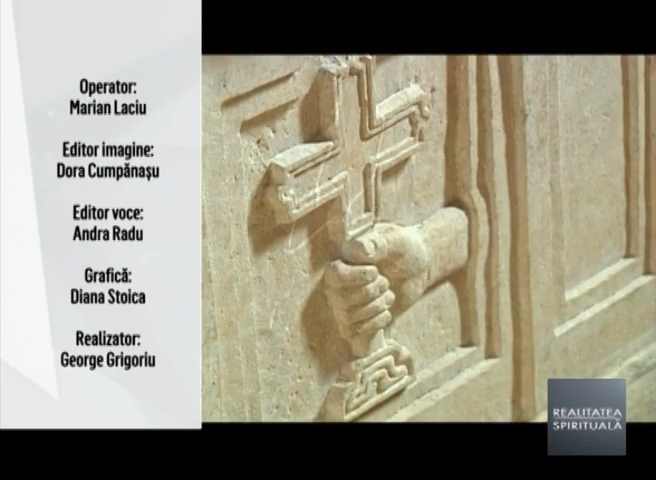 Operator:
Marian Laciu
Editor imagine:
Dora Cumpănașu
Editor voce:
Andra Radu
Grafică:
Diana Stoica
Realizator:
George Grigoriu
REALITATEA
SPIRITUALĂ